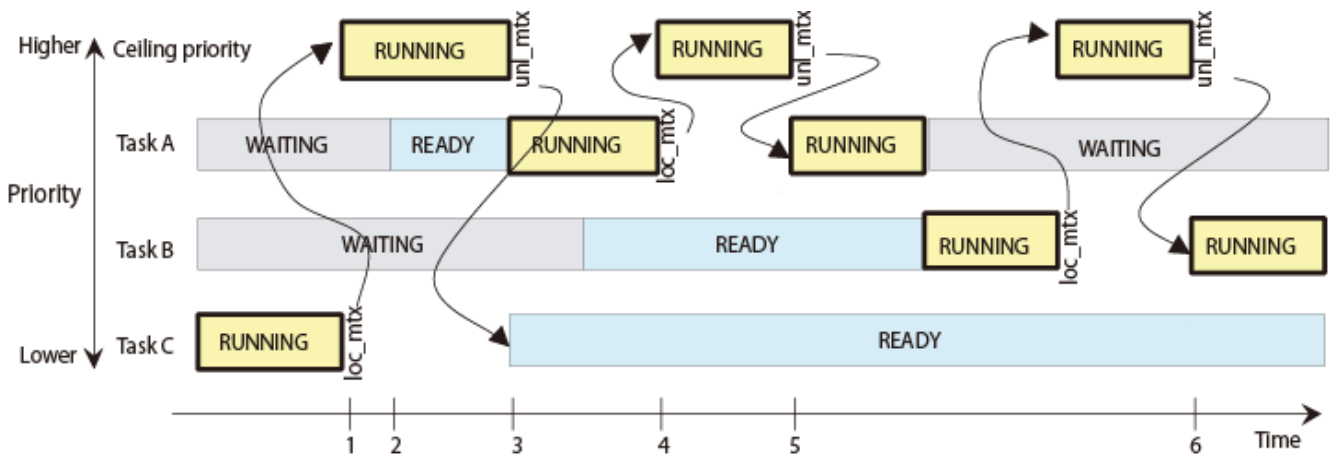 Higher
Ceiling priority
RUNNING
unl_mtx
RUNNING
unl_mtx
RUNNING
unl_mtx
Task A
WAITING
READY
RUNNING
loc_mtx
RUNNING
WAITING
Priority
Task B
WAITING
READY
RUNNING
loc_mtx
RUNNING
Lower
Task C
RUNNING
loc_mtx
READY
1 2 3 4 5 6 Time